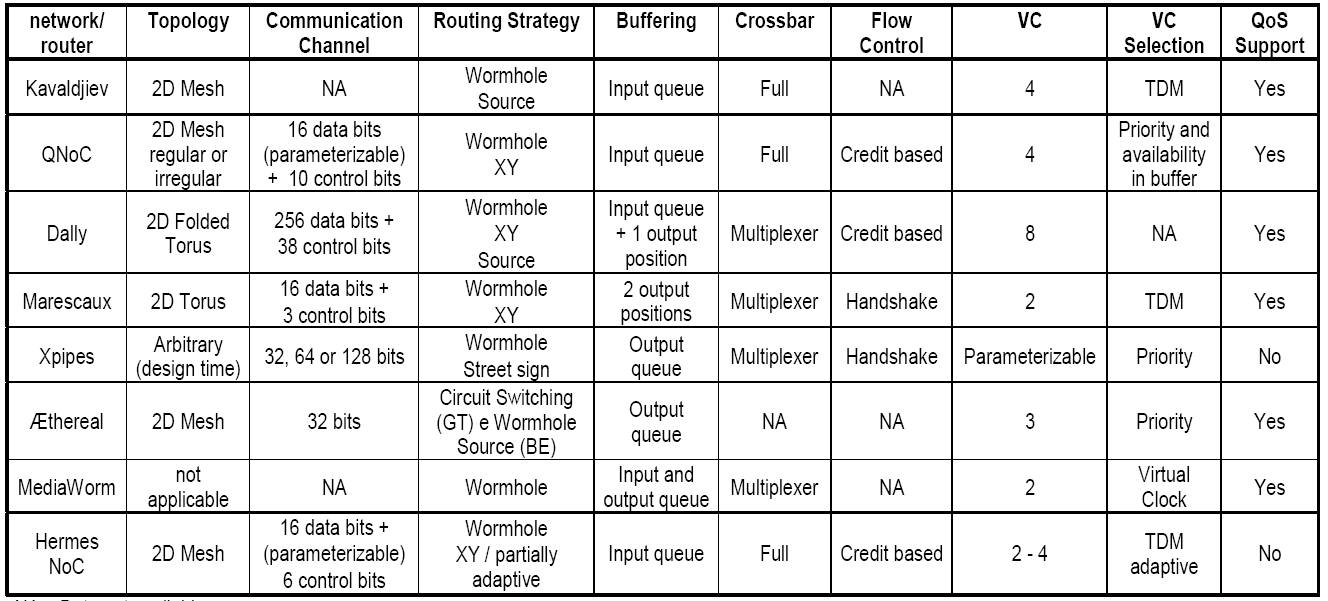 network/ router | Topology | Communication Channel | Routing Strategy | Buffering | Crossbar | Flow Control | VC | VC Selection | QoS Support
Kavaldjiev | 2D Mesh | NA | Wormhole Source | Input queue | Full | NA | 4 | TDM | Yes
QNoC | 2D Mesh regular or irregular | 16 data bits (parameterizable) + 10 control bits | Wormhole XY | Input queue | Full | Credit based | 4 | Priority and availability in buffer | Yes
Dally | 2D Folded Torus | 256 data bits + 38 control bits | Wormhole XY Source | Input queue + 1 output position | Multiplexer | Credit based | 8 | NA | Yes
Marescaux | 2D Torus | 16 data bits + 3 control bits | Wormhole XY | 2 output positions | Multiplexer | Handshake | 2 | TDM | Yes
Xpipes | Arbitrary (design time) | 32, 64 or 128 bits | Wormhole Street sign | Output queue | Multiplexer | Handshake | Parameterizable | Priority | No
Æthereal | 2D Mesh | 32 bits | Circuit Switching (GT) e Wormhole Source (BE) | Output queue | NA | NA | 3 | Priority | Yes
MediaWorm | not applicable | NA | Wormhole | Input and output queue | Multiplexer | NA | 2 | Virtual Clock | Yes
Hermes NoC | 2D Mesh | 16 data bits + (parameterizable) 6 control bits | Wormhole XY / partially adaptive | Input queue | Full | Credit based | 2 - 4 | TDM adaptive | No